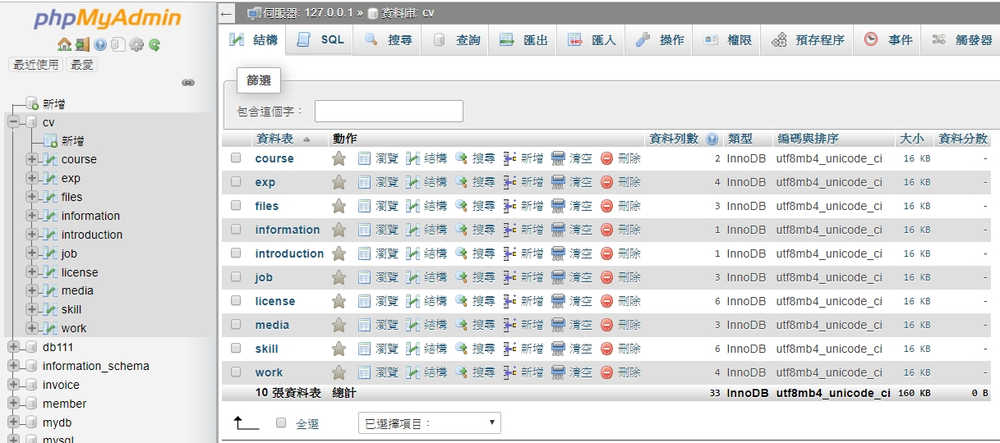 phpMyAdmin
最近使用 最愛
新增
cv
新增
course
exp
files
information
introduction
job
license
media
skill
work
db111
information_schema
invoice
member
mydb
mysql
伺服器: 127.0.0.1 » 資料庫: cv
結構 SQL 搜尋 查詢 匯出 匯入 操作 權限 預存程序 事件 觸發器
篩選
包含這個字：
資料表 動作 資料列數 類型 編碼與排序 大小 資料分散
course 瀏覽 結構 搜尋 新增 清空 刪除 2 InnoDB utf8mb4_unicode_ci 16 KB -
exp 瀏覽 結構 搜尋 新增 清空 刪除 4 InnoDB utf8mb4_unicode_ci 16 KB -
files 瀏覽 結構 搜尋 新增 清空 刪除 3 InnoDB utf8mb4_unicode_ci 16 KB -
information 瀏覽 結構 搜尋 新增 清空 刪除 1 InnoDB utf8mb4_unicode_ci 16 KB -
introduction 瀏覽 結構 搜尋 新增 清空 刪除 1 InnoDB utf8mb4_unicode_ci 16 KB -
job 瀏覽 結構 搜尋 新增 清空 刪除 3 InnoDB utf8mb4_unicode_ci 16 KB -
license 瀏覽 結構 搜尋 新增 清空 刪除 6 InnoDB utf8mb4_unicode_ci 16 KB -
media 瀏覽 結構 搜尋 新增 清空 刪除 3 InnoDB utf8mb4_unicode_ci 16 KB -
skill 瀏覽 結構 搜尋 新增 清空 刪除 6 InnoDB utf8mb4_unicode_ci 16 KB -
work 瀏覽 結構 搜尋 新增 清空 刪除 4 InnoDB utf8mb4_unicode_ci 16 KB -
10 張資料表 總計 33 InnoDB utf8mb4_unicode_ci 160 KB 0 B
全選 已選擇項目：